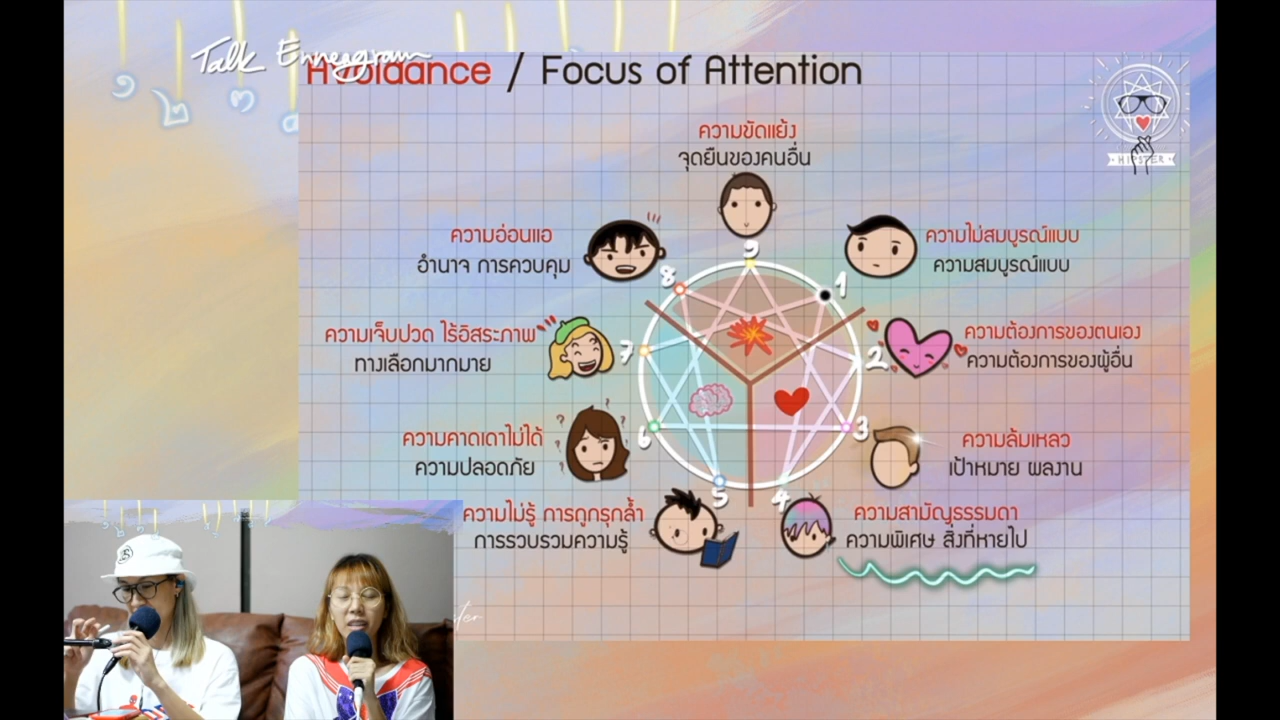 Talk Enneagram
Avoidance / Focus of Attention
๑ ๒ ๓
HIPSTER
ความขัดแย้ง
จุดยืนของคนอื่น
9
ความอ่อนแอ
อำนาจ การควบคุม
8
ความไม่สมบูรณ์แบบ
ความสมบูรณ์แบบ
1
ความเจ็บปวด ไร้อิสระภาพ
ทางเลือกมากมาย
7
ความต้องการของตนเอง
ความต้องการของผู้อื่น
2
ความคาดเดาไม่ได้
ความปลอดภัย
6
ความล้มเหลว
เป้าหมาย ผลงาน
3
ความไม่รู้ การถูกรุกล้ำ
การรวบรวมความรู้
5
ความสามัญธรรมดา
ความพิเศษ สิ่งที่หายไป
4